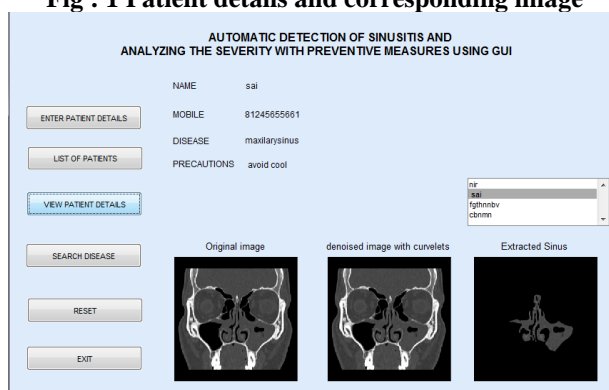 Fig : 1 Patient details and corresponding image
AUTOMATIC DETECTION OF SINUSITIS AND
ANALYZING THE SEVERITY WITH PREVENTIVE MEASURES USING GUI
NAME sai
ENTER PATIENT DETAILS
MOBILE 81245655661
DISEASE maxilarysinus
LIST OF PATIENTS
PRECAUTIONS avoid cool
VIEW PATIENT DETAILS
nir
sai
fgthnnbv
cbnmn
SEARCH DISEASE
Original image
denoised image with curvelets
Extracted Sinus
RESET
EXIT